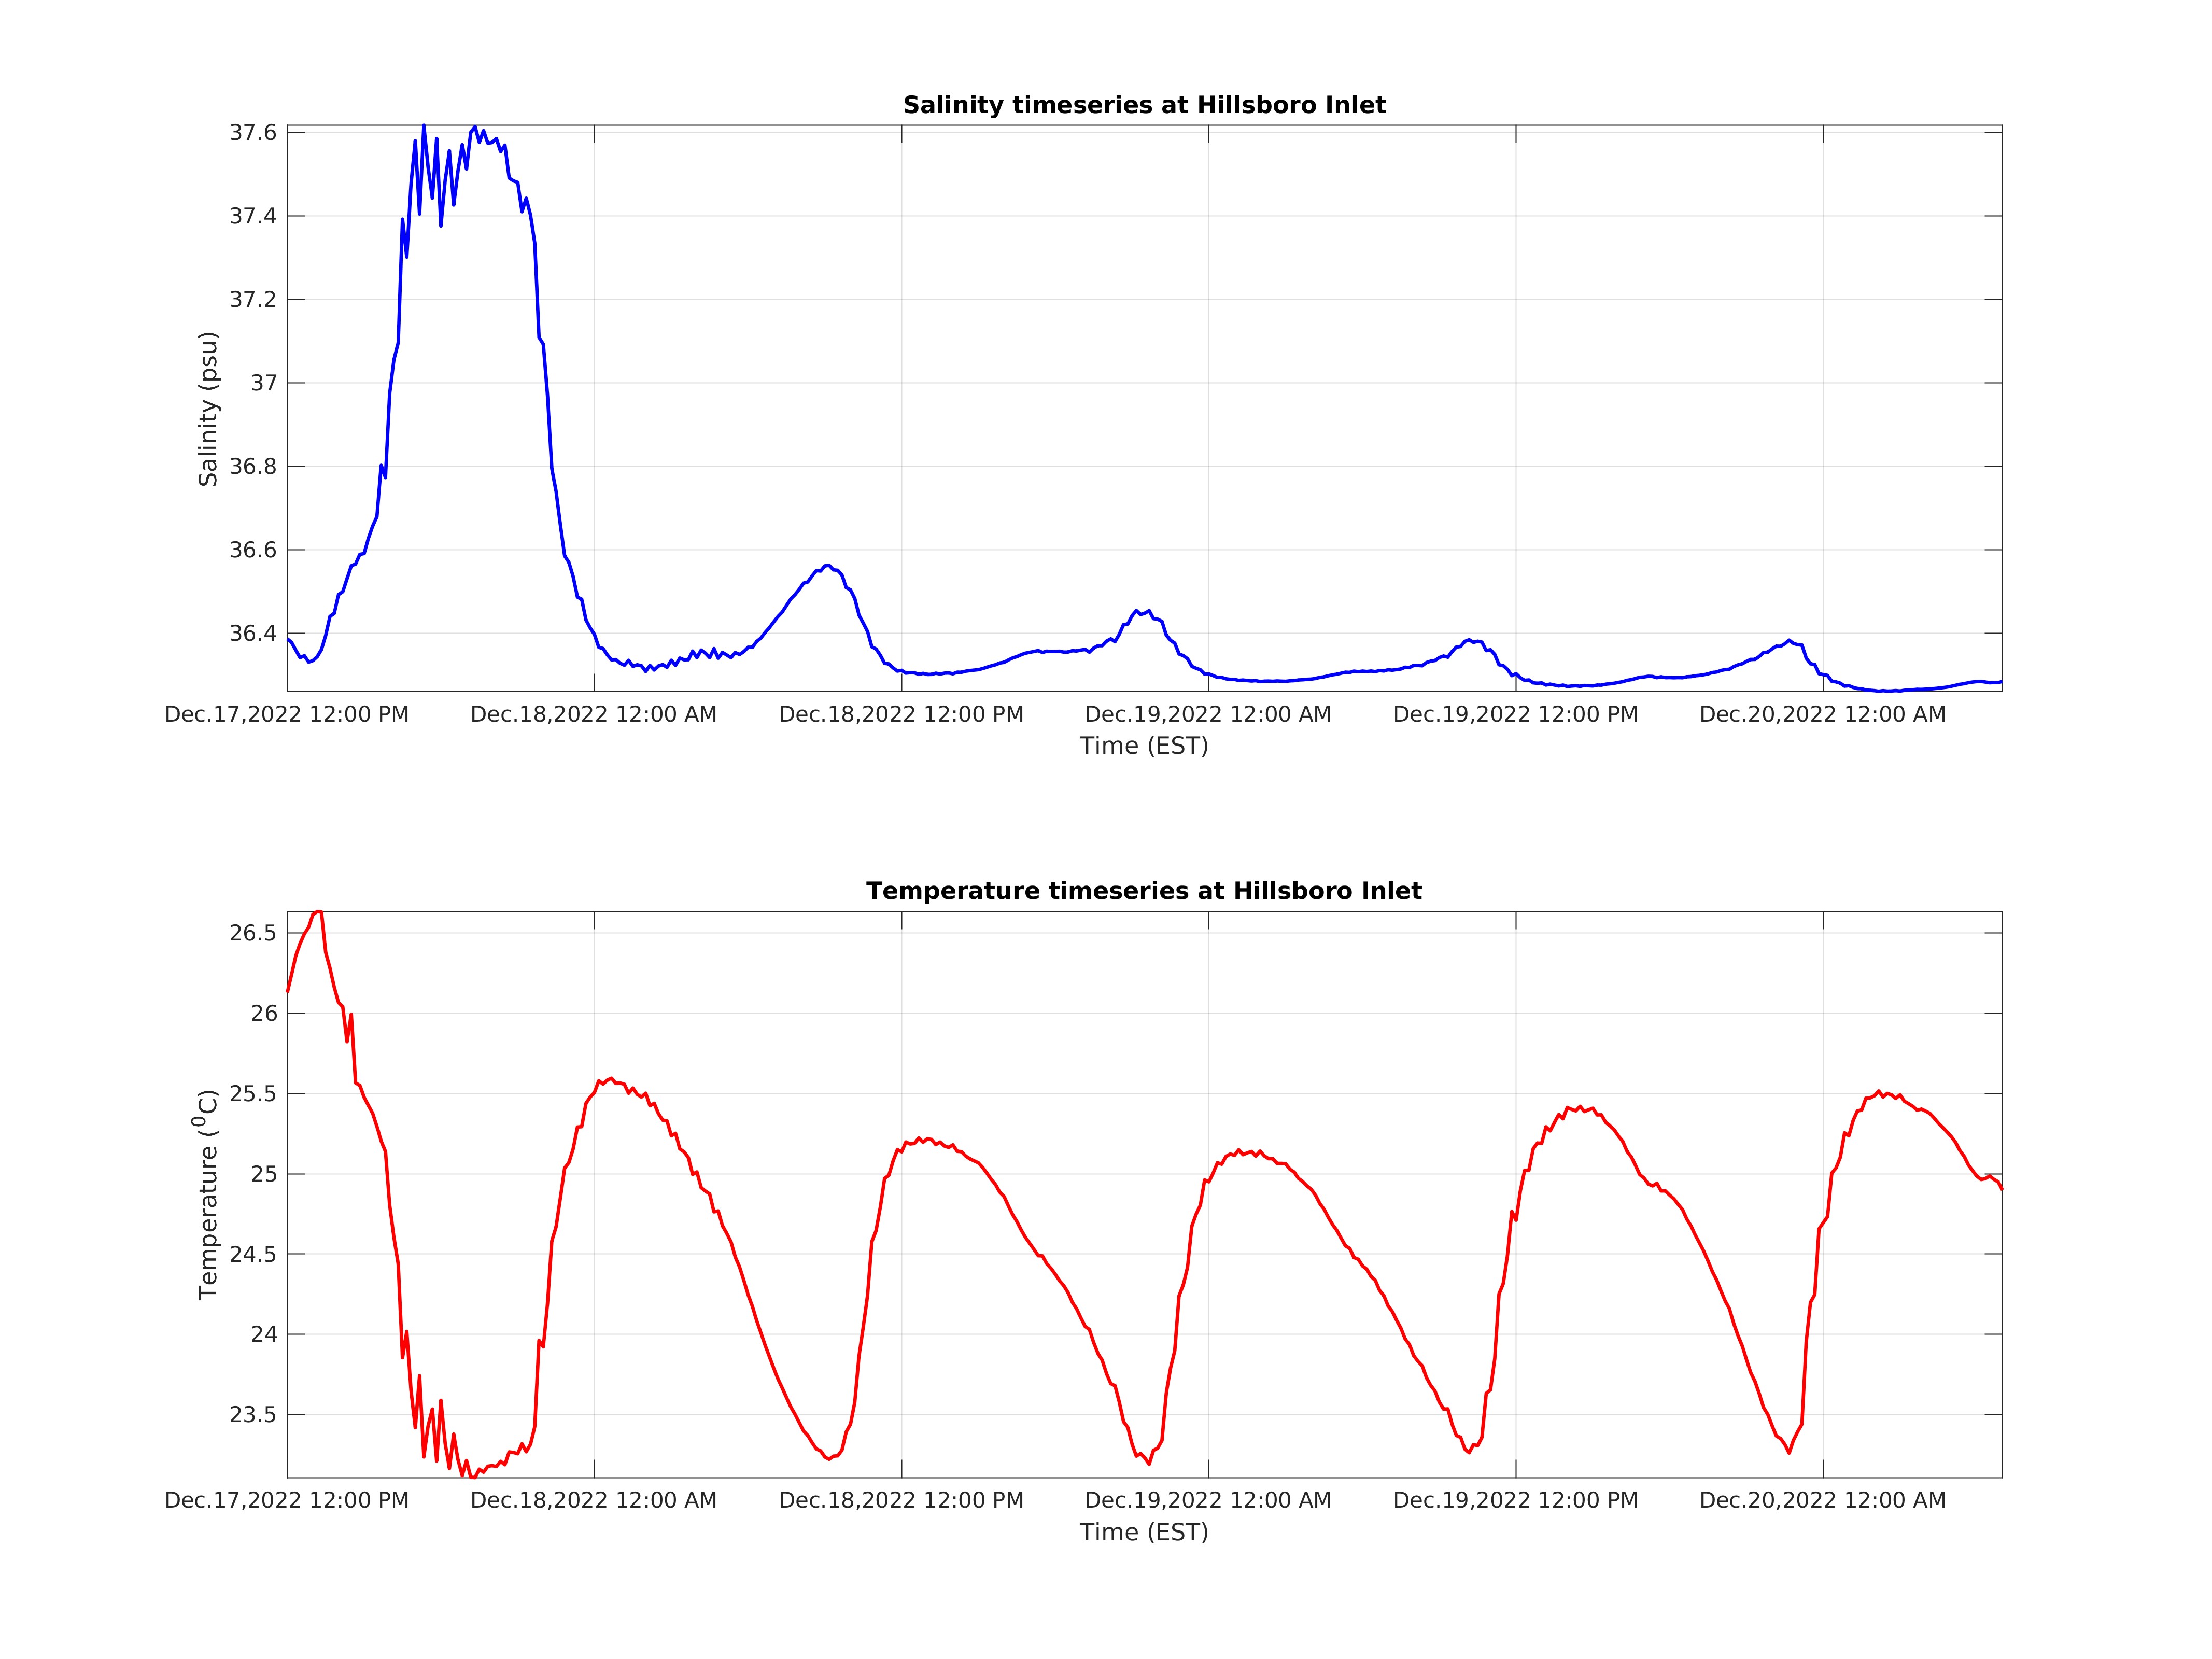 Salinity timeseries at Hillsboro Inlet
37.6
37.4
37.2
37
36.8
36.6
36.4
Salinity (psu)
Dec.17,2022 12:00 PM Dec.18,2022 12:00 AM Dec.18,2022 12:00 PM Dec.19,2022 12:00 AM Dec.19,2022 12:00 PM Dec.20,2022 12:00 AM
Time (EST)
Temperature timeseries at Hillsboro Inlet
26.5
26
25.5
25
24.5
24
23.5
Temperature (⁰C)
Dec.17,2022 12:00 PM Dec.18,2022 12:00 AM Dec.18,2022 12:00 PM Dec.19,2022 12:00 AM Dec.19,2022 12:00 PM Dec.20,2022 12:00 AM
Time (EST)